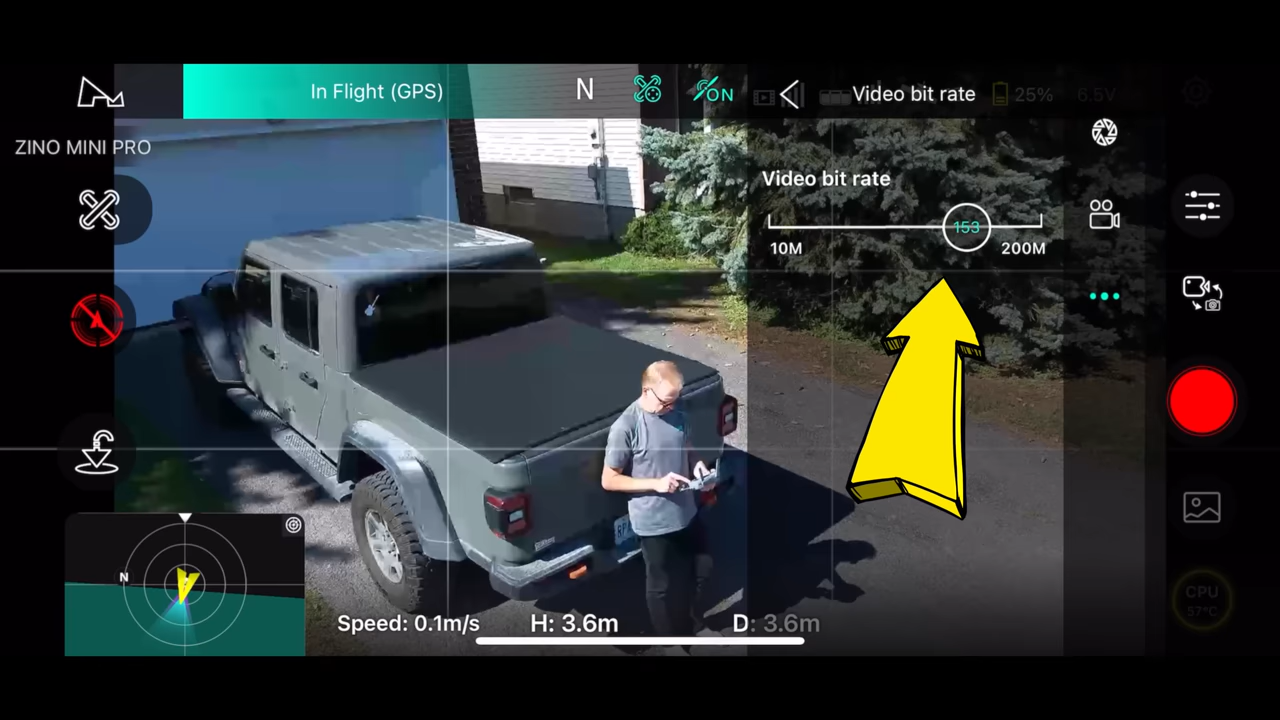 In Flight (GPS)
N
ON
Video bit rate
25%
6.5V
ZINO MINI PRO
Video bit rate
153
10M
200M
N
CPU
57°C
Speed: 0.1m/s
H: 3.6m
D: 3.6m